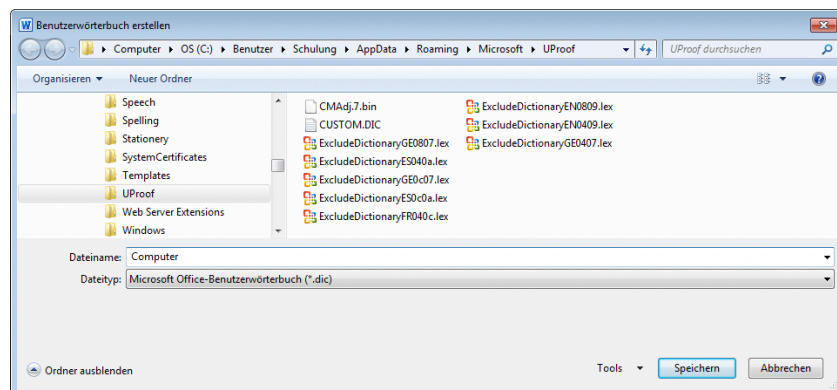 Benutzerwörterbuch erstellen
Computer ▸ OS (C:) ▸ Benutzer ▸ Schulung ▸ AppData ▸ Roaming ▸ Microsoft ▸ UProof
UProof durchsuchen
Organisieren
Neuer Ordner
Speech
Spelling
Stationery
SystemCertificates
Templates
UProof
Web Server Extensions
Windows
CMAdj.7.bin
CUSTOM.DIC
ExcludeDictionaryGE0807.lex
ExcludeDictionaryES040a.lex
ExcludeDictionaryGE0c07.lex
ExcludeDictionaryES0c0a.lex
ExcludeDictionaryFR040c.lex
ExcludeDictionaryEN0809.lex
ExcludeDictionaryEN0409.lex
ExcludeDictionaryGE0407.lex
Dateiname: Computer
Dateityp: Microsoft Office-Benutzerwörterbuch (*.dic)
Ordner ausblenden
Tools
Speichern
Abbrechen